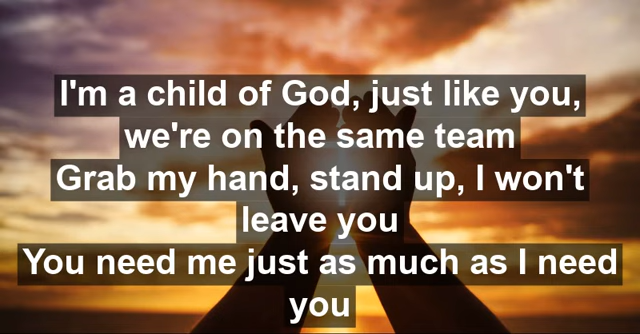 I'm a child of God, just like you,
we're on the same team
Grab my hand, stand up, I won't
leave you
You need me just as much as I need
you